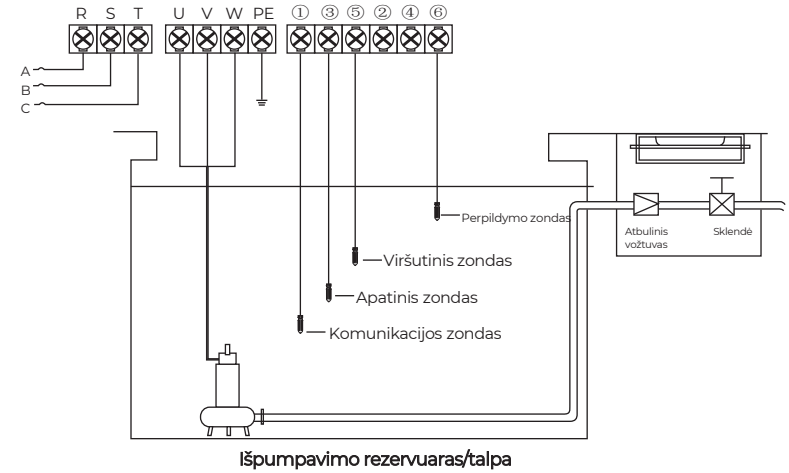 R S T U V W PE ① ③ ⑤ ② ④ ⑥
A
B
C
Perpildymo zondas
Atbulinis
vožtuvas
Sklendė
Viršutinis zondas
Apatinis zondas
Komunikacijos zondas
Išpumpavimo rezervuaras/talpa